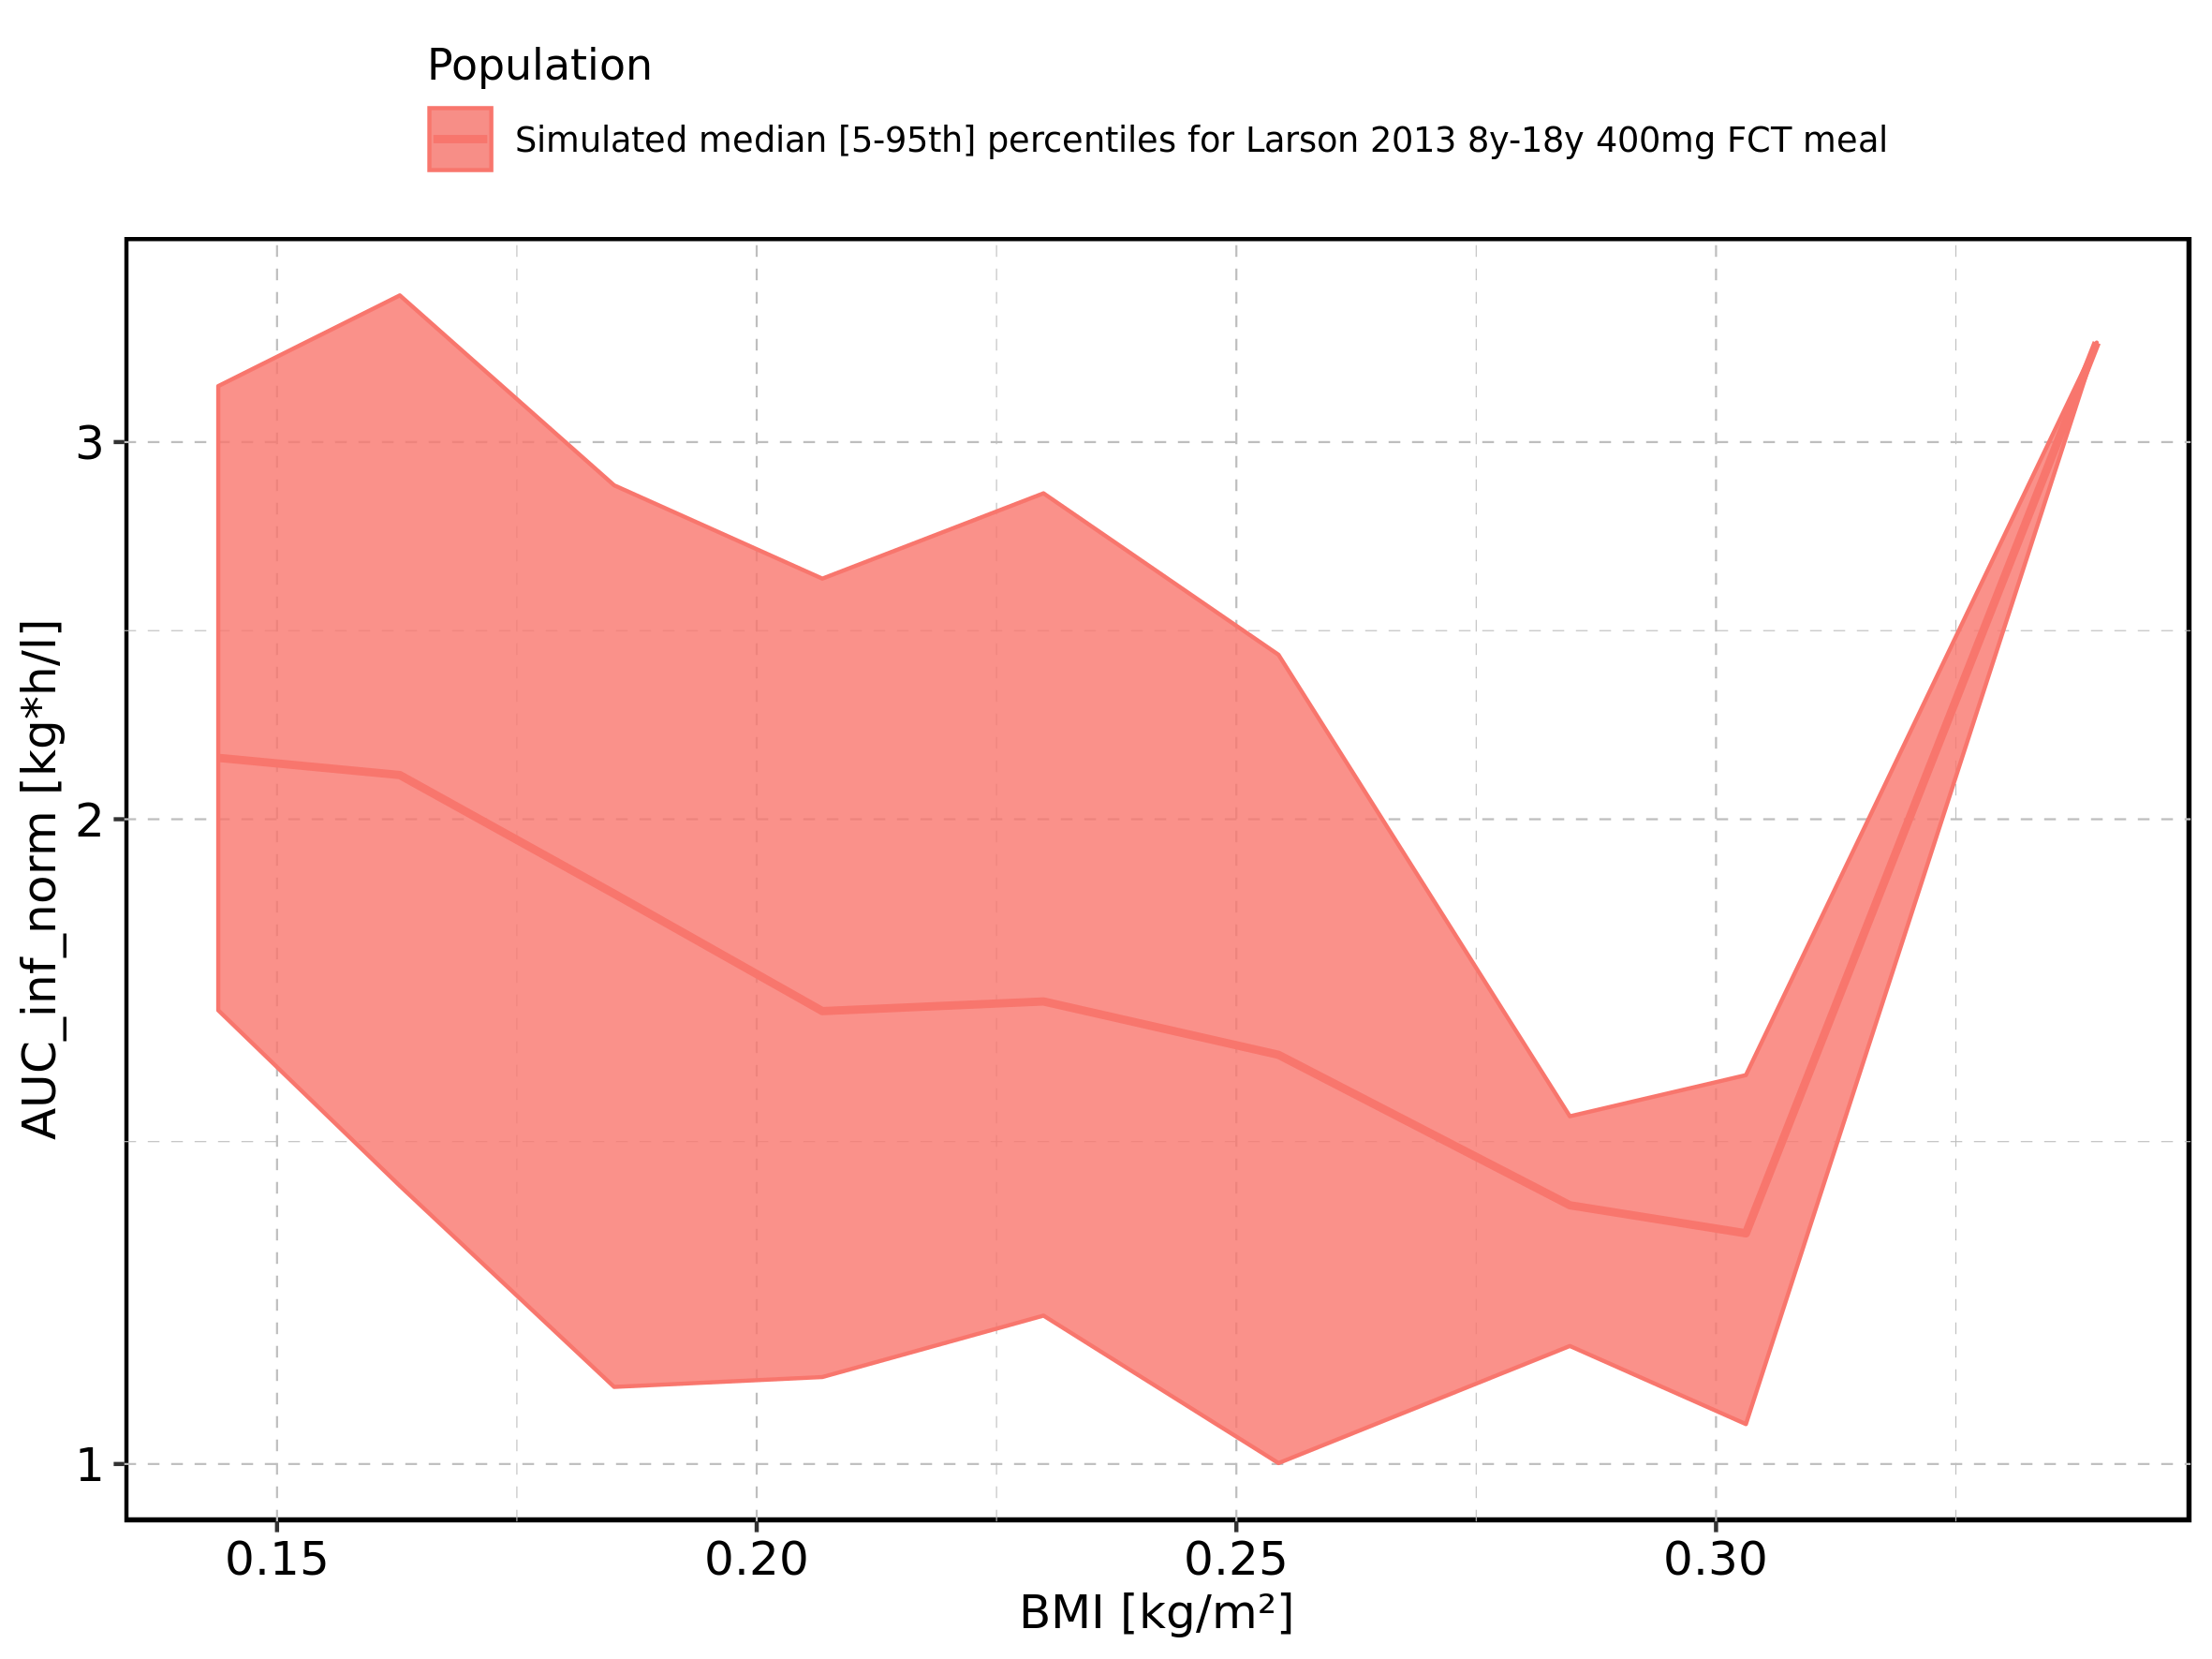 Population
Simulated median [5-95th] percentiles for Larson 2013 8y-18y 400mg FCT meal
AUC_inf_norm [kg*h/l]
3
2
1
0.15 0.20 0.25 0.30
BMI [kg/m²]